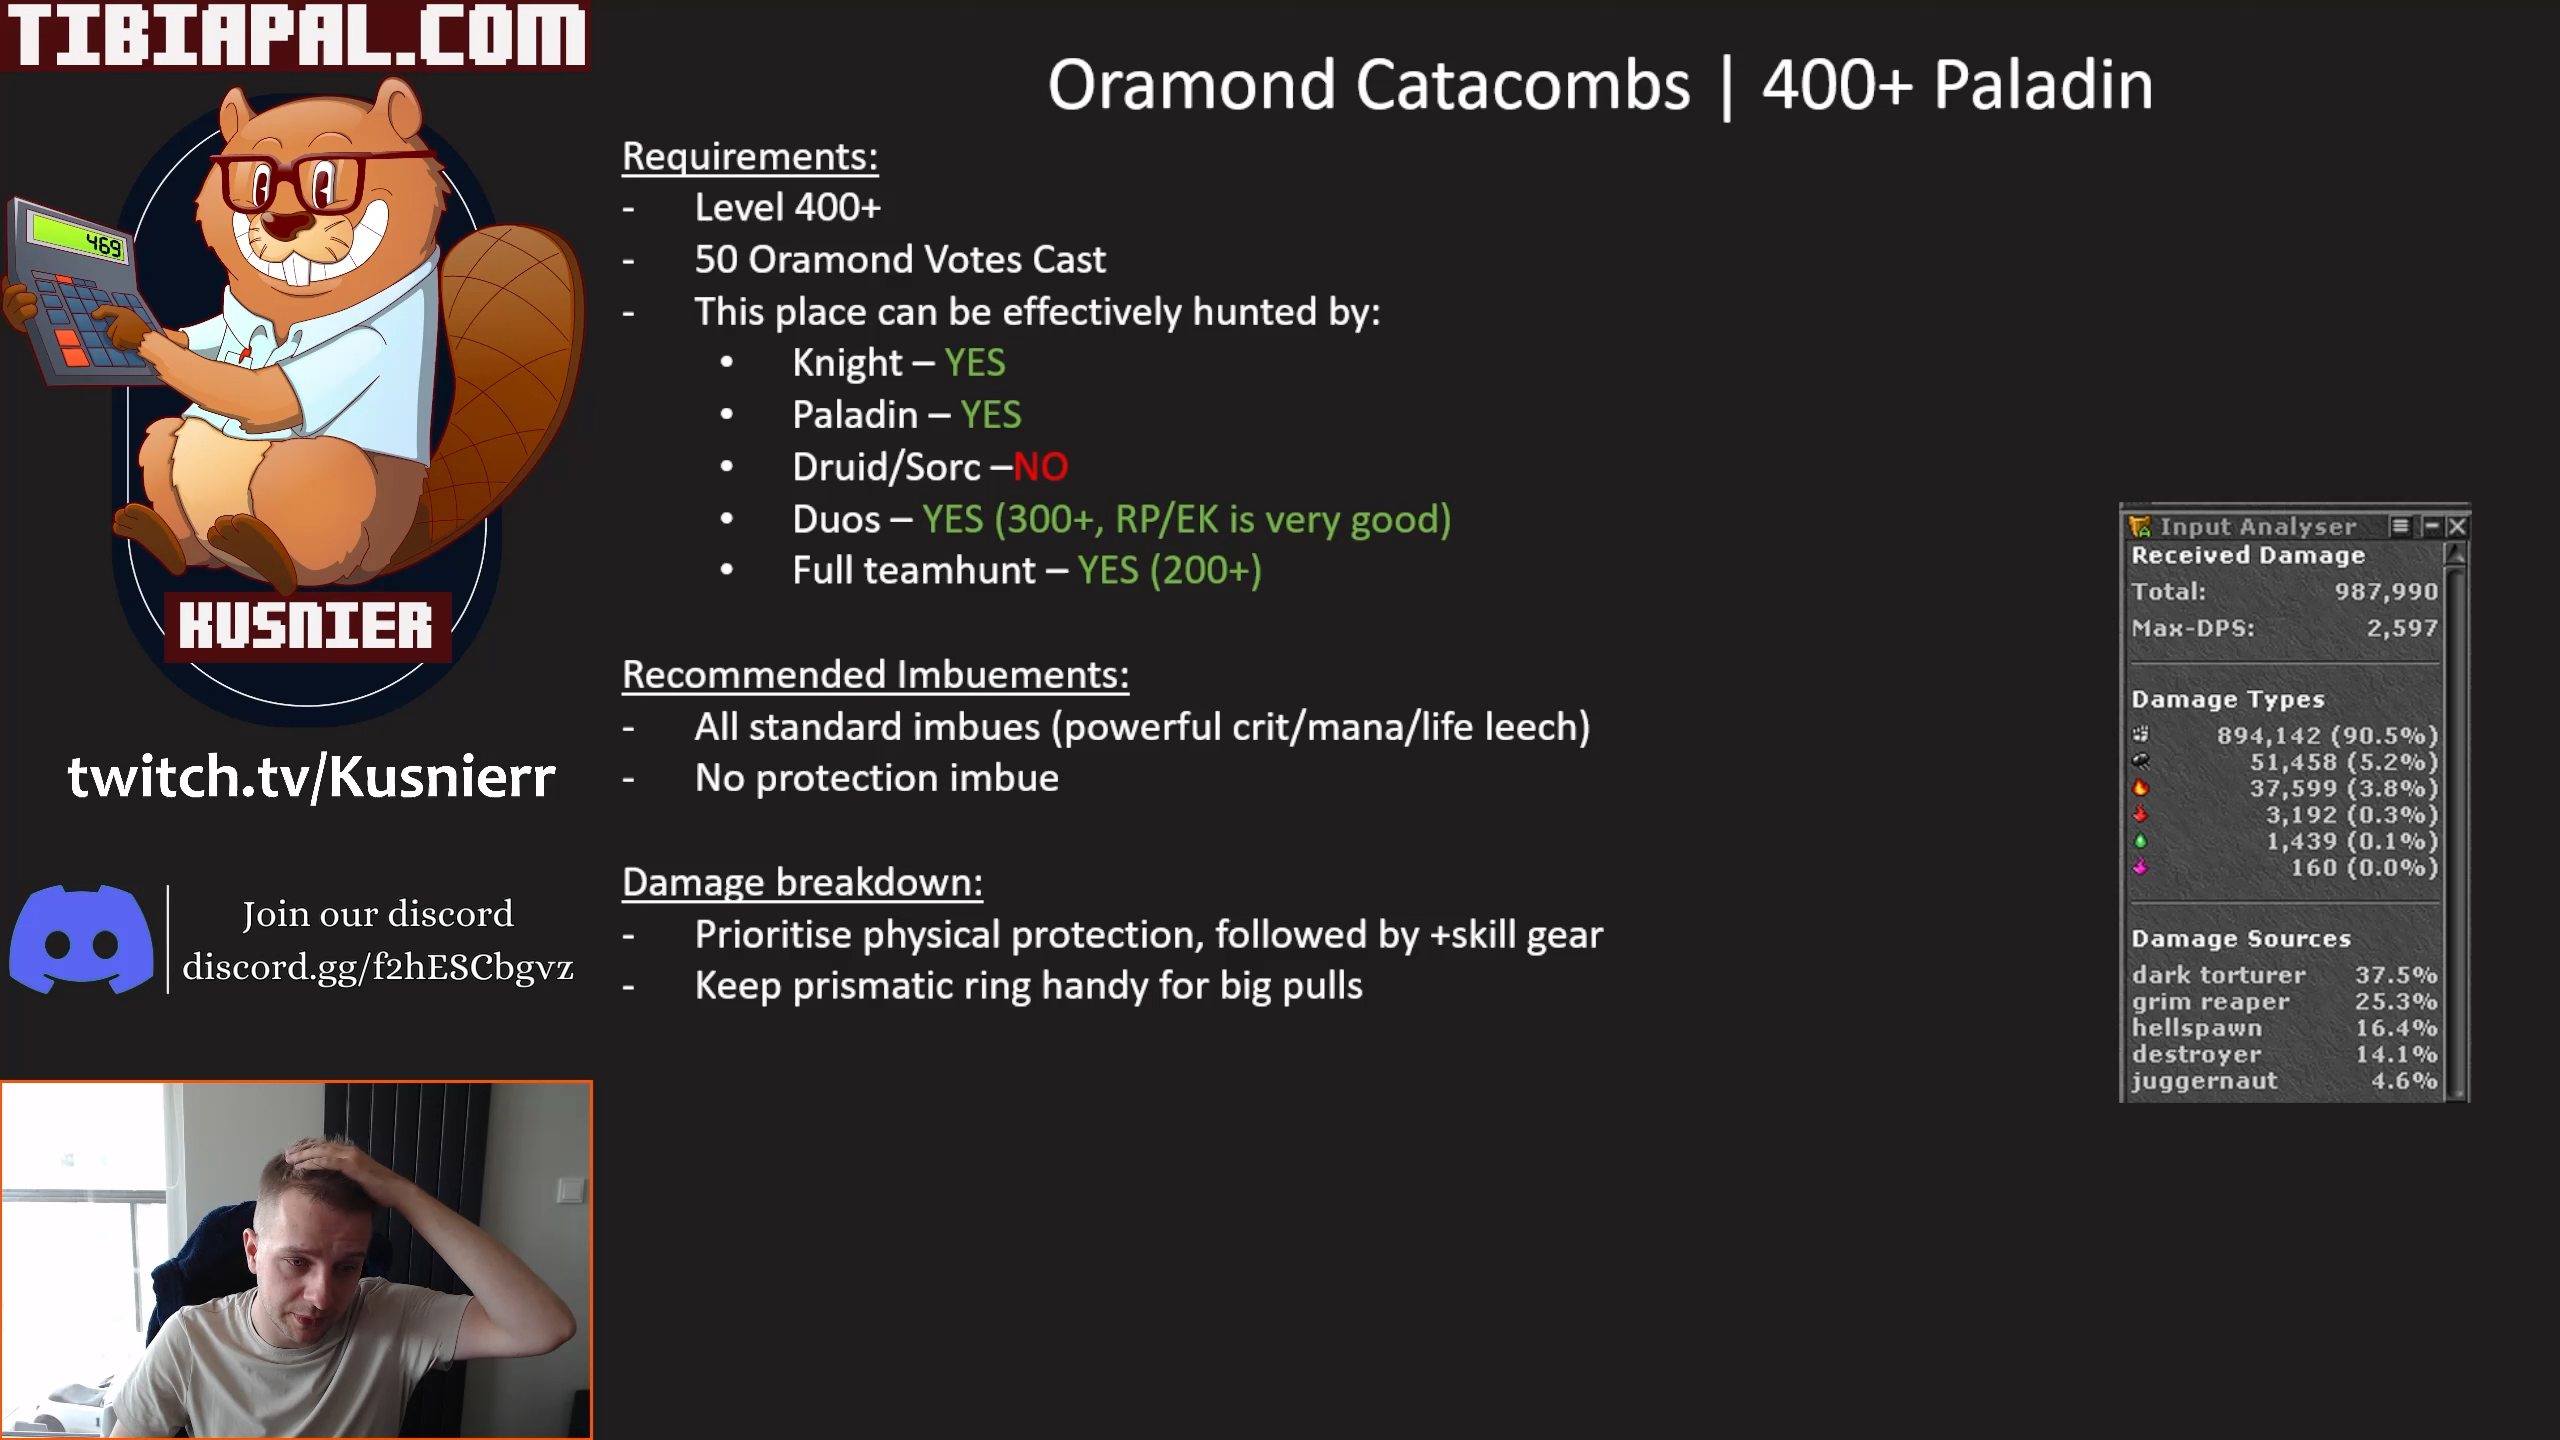 TIBIAPAL.COM
469
KUSNIER
twitch.tv/Kusnierr
Join our discord
discord.gg/f2hESCbgvz
Oramond Catacombs | 400+ Paladin
Requirements:
- Level 400+
- 50 Oramond Votes Cast
- This place can be effectively hunted by:
• Knight – YES
• Paladin – YES
• Druid/Sorc –NO
• Duos – YES (300+, RP/EK is very good)
• Full teamhunt – YES (200+)
Recommended Imbuements:
- All standard imbues (powerful crit/mana/life leech)
- No protection imbue
Damage breakdown:
- Prioritise physical protection, followed by +skill gear
- Keep prismatic ring handy for big pulls
Input Analyser
Received Damage
Total: 987,990
Max-DPS: 2,597
Damage Types
894,142 (90.5%)
51,458 (5.2%)
37,599 (3.8%)
3,192 (0.3%)
1,439 (0.1%)
160 (0.0%)
Damage Sources
dark torturer 37.5%
grim reaper 25.3%
hellspawn 16.4%
destroyer 14.1%
juggernaut 4.6%